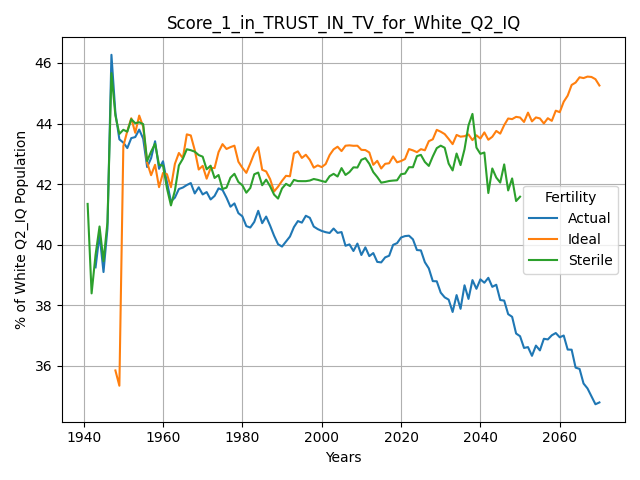 Score_1_in_TRUST_IN_TV_for_White_Q2_IQ
% of White Q2_IQ Population
46
44
42
40
38
36
Fertility
Actual
Ideal
Sterile
1940 1960 1980 2000 2020 2040 2060
Years